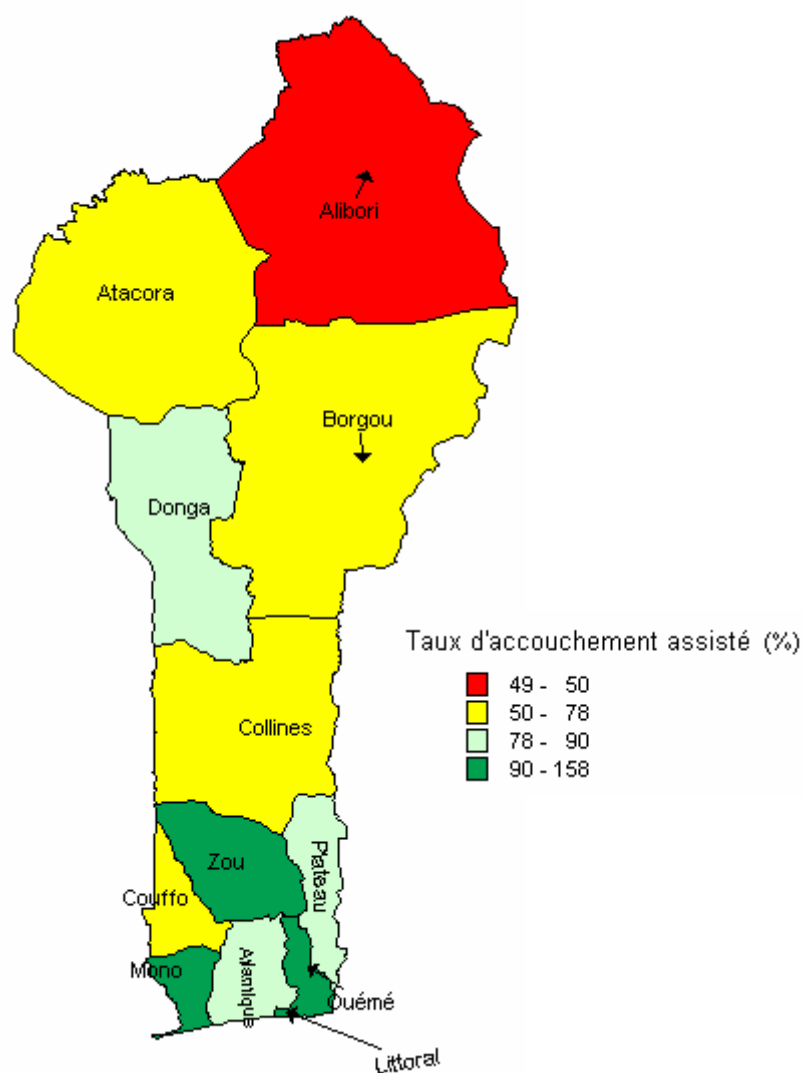 Alibori
Atacora
Borgou
Donga
Taux d'accouchement assisté (%)
49 - 50
50 - 78
78 - 90
90 - 158
Collines
Zou
Plateau
Couffo
Mono
Atlantique
Ouémé
Littoral